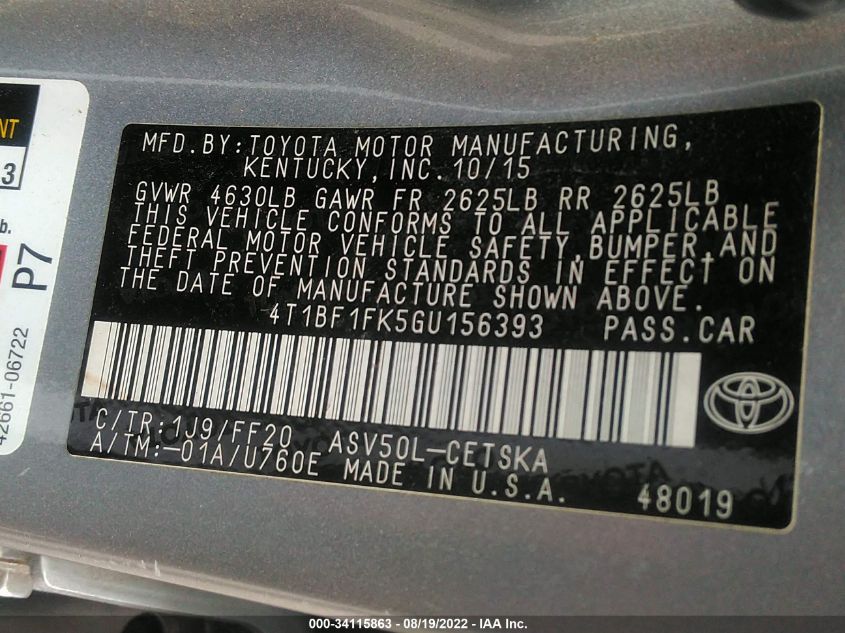 MFD.BY:TOYOTA MOTOR MANUFACTURING,
KENTUCKY,INC.10/15
GVWR 4630LB GAWR FR 2625LB RR 2625LB
THIS VEHICLE CONFORMS TO ALL APPLICABLE
FEDERAL MOTOR VEHICLE SAFETY,BUMPER,AND
THEFT PREVENTION STANDARDS IN EFFECT ON
THE DATE OF MANUFACTURE SHOWN ABOVE.
4T1BF1FK5GU156393 PASS.CAR
C/TR:1J9/FF20 ASV50L-CETSKA
A/TM:-01A/U760E MADE IN U.S.A.
48019
NT
3
b.
P7
42661-06722
000-34115863 - 08/19/2022 - IAA Inc.